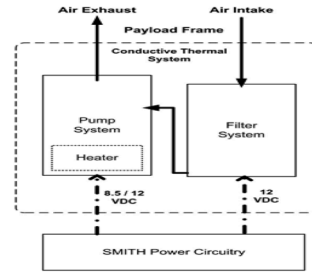 Air Exhaust Air Intake
Payload Frame
Conductive Thermal
System
Pump
System
Heater
Filter
System
8.5 / 12
VDC
12
VDC
SMITH Power Circuitry